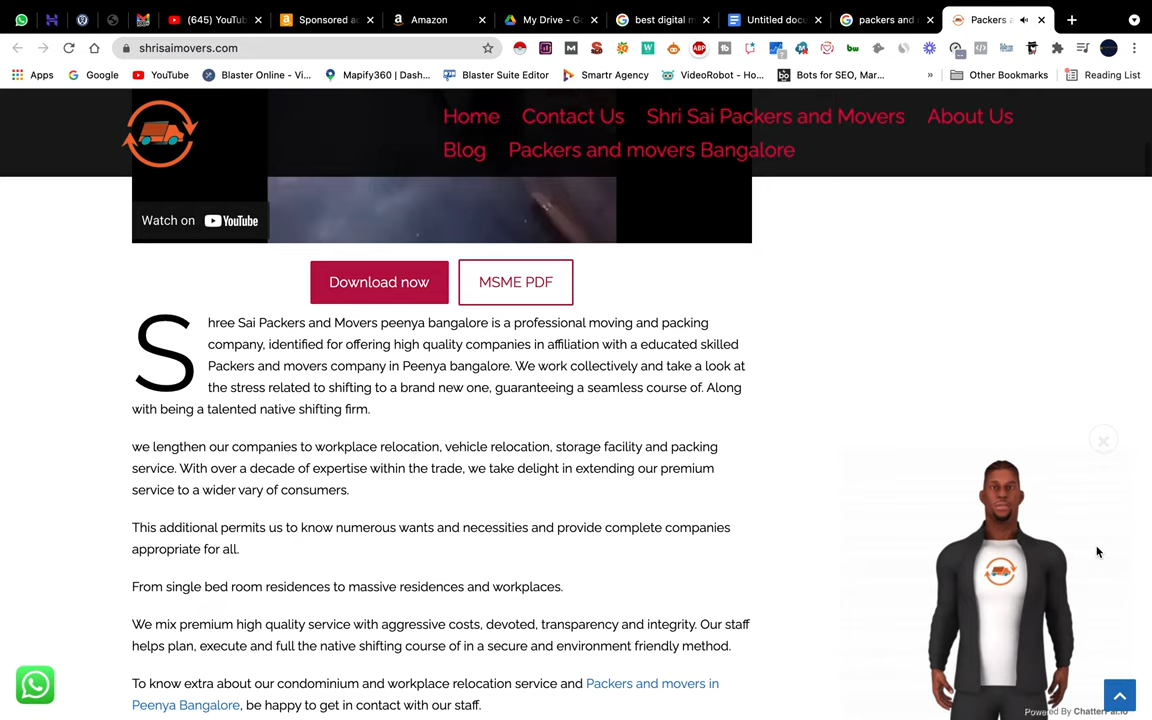 (645) YouTu
Sponsored a
Amazon
My Drive - G
best digital m
Untitled docu
packers and
Packers a
shrisaimovers.com
Apps
Google
YouTube
Blaster Online - Vi...
Mapify360 | Dash...
Blaster Suite Editor
Smartr Agency
VideoRobot - Ho...
Bots for SEO, Mar...
»
Other Bookmarks
Reading List
Home
Contact Us
Shri Sai Packers and Movers
About Us
Blog
Packers and movers Bangalore
Watch on YouTube
Download now
MSME PDF
Shree Sai Packers and Movers peenya bangalore is a professional moving and packing
company, identified for offering high quality companies in affiliation with a educated skilled
Packers and movers company in Peenya bangalore. We work collectively and take a look at
the stress related to shifting to a brand new one, guaranteeing a seamless course of. Along
with being a talented native shifting firm.
we lengthen our companies to workplace relocation, vehicle relocation, storage facility and packing
service. With over a decade of expertise within the trade, we take delight in extending our premium
service to a wider vary of consumers.
This additional permits us to know numerous wants and necessities and provide complete companies
appropriate for all.
From single bed room residences to massive residences and workplaces.
We mix premium high quality service with aggressive costs, devoted, transparency and integrity. Our staff
helps plan, execute and full the native shifting course of in a secure and environment friendly method.
To know extra about our condominium and workplace relocation service and Packers and movers in
Peenya Bangalore, be happy to get in contact with our staff.
Powered By ChatterPal.io